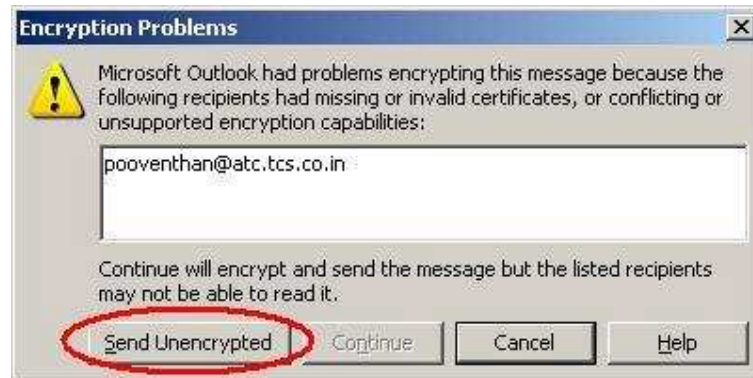 Encryption Problems
Microsoft Outlook had problems encrypting this message because the
following recipients had missing or invalid certificates, or conflicting or
unsupported encryption capabilities:
pooventhan@atc.tcs.co.in
Continue will encrypt and send the message but the listed recipients
may not be able to read it.
Send Unencrypted Continue Cancel Help